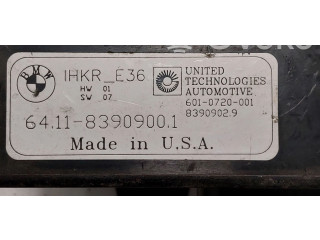 BMW
IHKR_E36
HW 01
SW 07
UNITED
TECHNOLOGIES
AUTOMOTIVE
601-0720-001
8390902.9
64.11-8390900.1
Made in U.S.A.